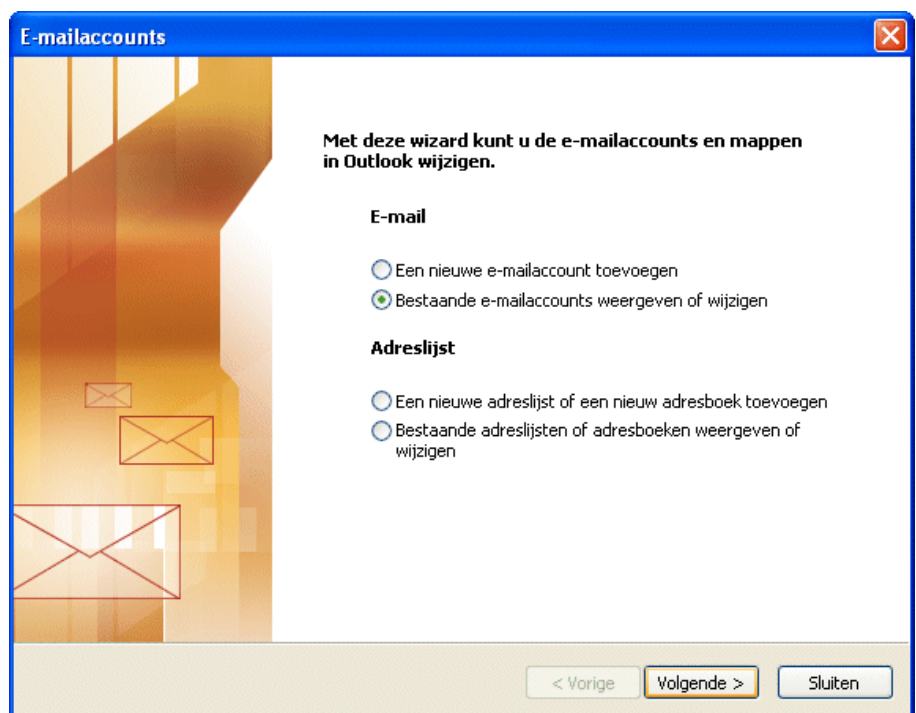 E-mailaccounts
Met deze wizard kunt u de e-mailaccounts en mappen
in Outlook wijzigen.
E-mail
Een nieuwe e-mailaccount toevoegen
Bestaande e-mailaccounts weergeven of wijzigen
Adreslijst
Een nieuwe adreslijst of een nieuw adresboek toevoegen
Bestaande adreslijsten of adresboeken weergeven of
wijzigen
< Vorige
Volgende >
Sluiten